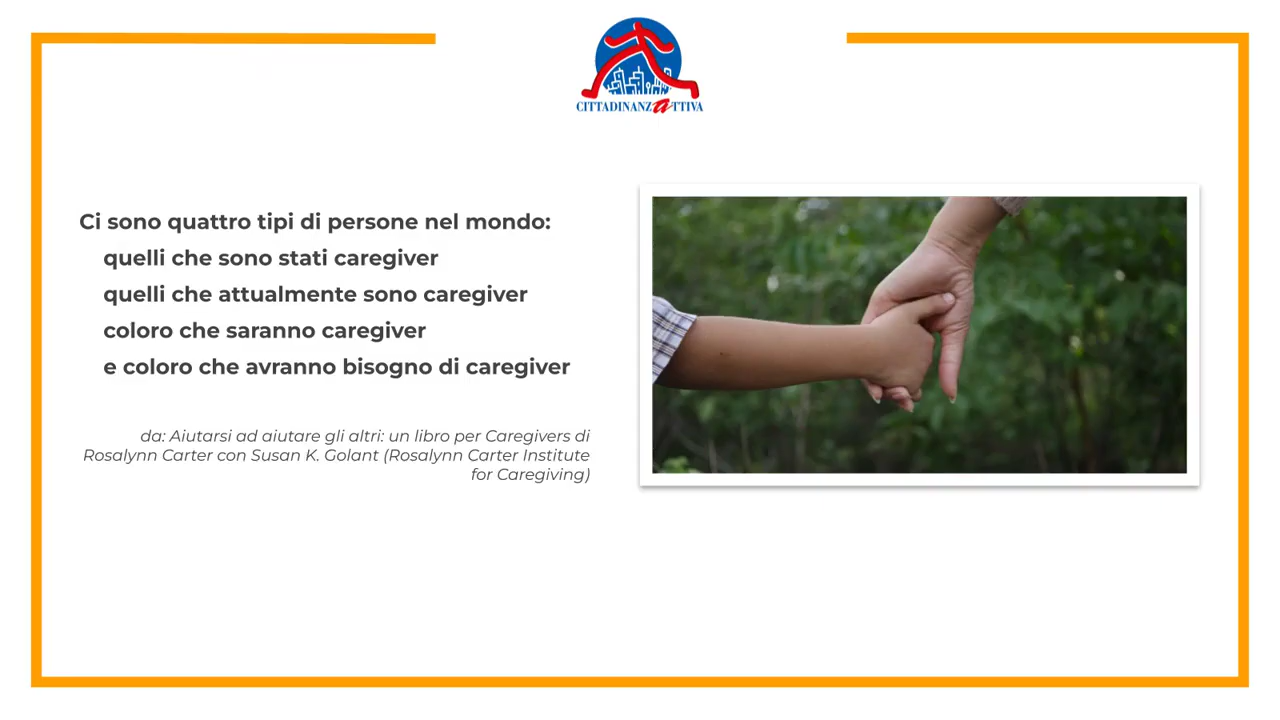 CITTADINANZATTIVA
Ci sono quattro tipi di persone nel mondo:
quelli che sono stati caregiver
quelli che attualmente sono caregiver
coloro che saranno caregiver
e coloro che avranno bisogno di caregiver
da: Aiutarsi ad aiutare gli altri: un libro per Caregivers di
Rosalynn Carter con Susan K. Golant (Rosalynn Carter Institute
for Caregiving)